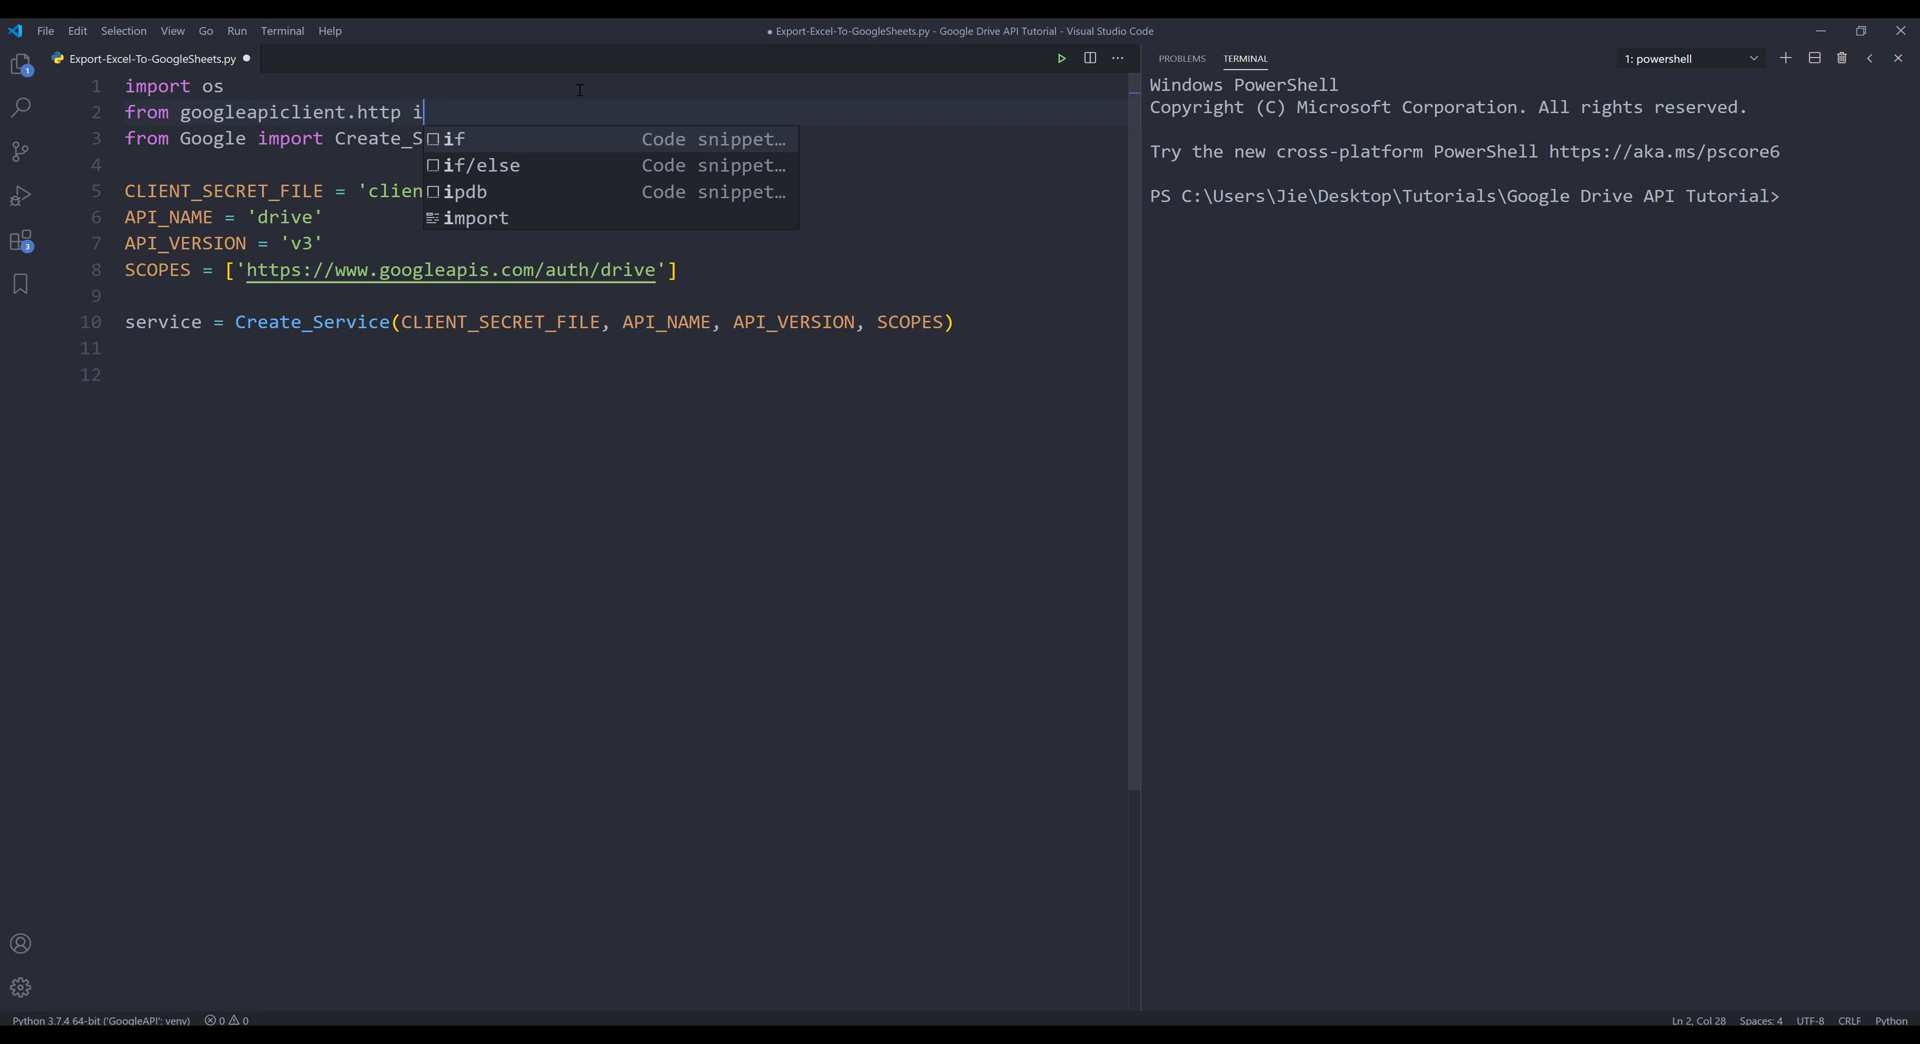 File Edit Selection View Go Run Terminal Help
● Export-Excel-To-GoogleSheets.py - Google Drive API Tutorial - Visual Studio Code
Export-Excel-To-GoogleSheets.py ●
1 import os
2 from googleapiclient.http i
3 from Google import Create_S
4
5 CLIENT_SECRET_FILE = 'clien
6 API_NAME = 'drive'
7 API_VERSION = 'v3'
8 SCOPES = ['https://www.googleapis.com/auth/drive']
9
10 service = Create_Service(CLIENT_SECRET_FILE, API_NAME, API_VERSION, SCOPES)
11
12
if Code snippet…
if/else Code snippet…
ipdb Code snippet…
import
PROBLEMS TERMINAL 1: powershell
Windows PowerShell
Copyright (C) Microsoft Corporation. All rights reserved.
Try the new cross-platform PowerShell https://aka.ms/pscore6
PS C:\Users\Jie\Desktop\Tutorials\Google Drive API Tutorial>
1
3
Python 3.7.4 64-bit ('GoogleAPI': venv) 0 0 Ln 2, Col 28 Spaces: 4 UTF-8 CRLF Python